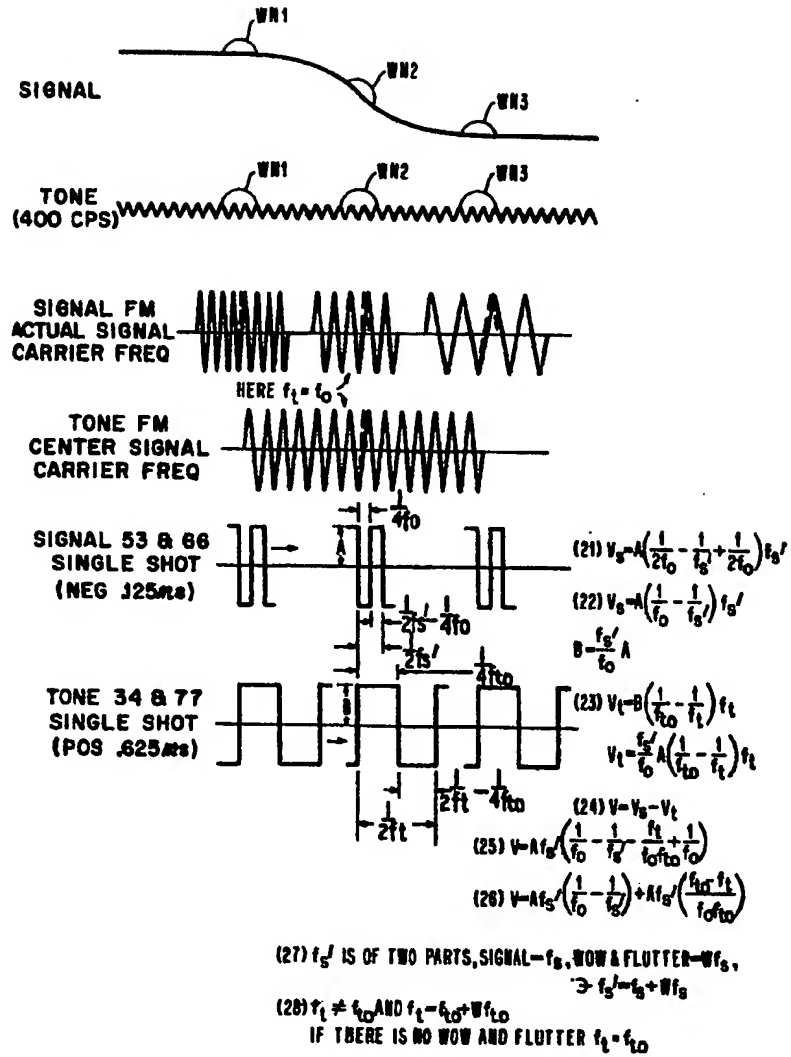 WN1
WN2
WN3
SIGNAL
WN1
WN2
WN3
TONE
(400 CPS)
SIGNAL FM
ACTUAL SIGNAL
CARRIER FREQ
HERE f_t = f_o
TONE FM
CENTER SIGNAL
CARRIER FREQ
1/4f_o
SIGNAL 53 & 66
SINGLE SHOT
(NEG .125ms)
A
(21) V_s=A(1/2f_o - 1/f_s' + 1/2f_o) f_s'
(22) V_s=A(1/f_o - 1/f_s') f_s'
1/2f_s' - 1/4f_o
1/2f_s'
B=f_s'/f_o A
1/4f_to
TONE 34 & 77
SINGLE SHOT
(POS .625ms)
B
(23) V_t=B(1/f_to - 1/f_t) f_t
V_t=f_s'/f_o A(1/f_to - 1/f_t) f_t
1/2f_t - 1/4f_to
1/2f_t
(24) V=V_s-V_t
(25) V=Af_s'(1/f_o - 1/f_s' - f_t/f_of_to + 1/f_o)
(26) V=Af_s'(1/f_o - 1/f_s') + Af_s'(f_to-f_t/f_of_to)
(27) f_s' IS OF TWO PARTS, SIGNAL=f_s, WOW & FLUTTER=Wf_s,
∋ f_s'=f_s+Wf_s
(28) f_t ≠ f_to AND f_t=f_to+Wf_to
IF THERE IS NO WOW AND FLUTTER f_t=f_to